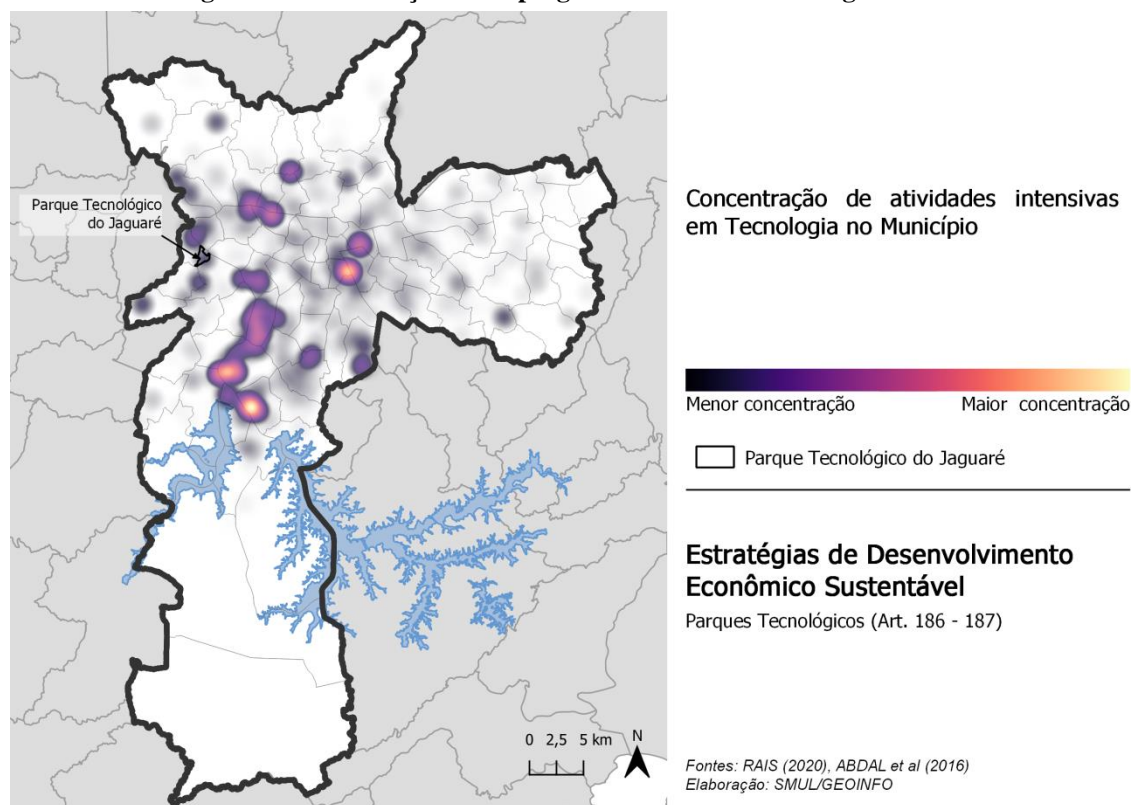 Parque Tecnológico
do Jaguaré
0 2,5 5 km N
Concentração de atividades intensivas
em Tecnologia no Município
Menor concentração Maior concentração
Parque Tecnológico do Jaguaré
Estratégias de Desenvolvimento
Econômico Sustentável
Parques Tecnológicos (Art. 186 - 187)
Fontes: RAIS (2020), ABDAL et al (2016)
Elaboração: SMUL/GEOINFO